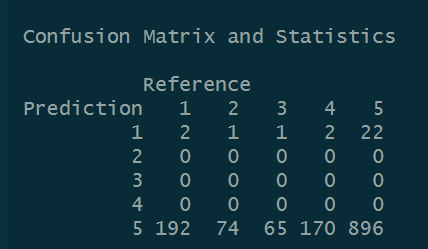 Confusion Matrix and Statistics
Reference
Prediction 1 2 3 4 5
1 2 1 1 2 22
2 0 0 0 0 0
3 0 0 0 0 0
4 0 0 0 0 0
5 192 74 65 170 896